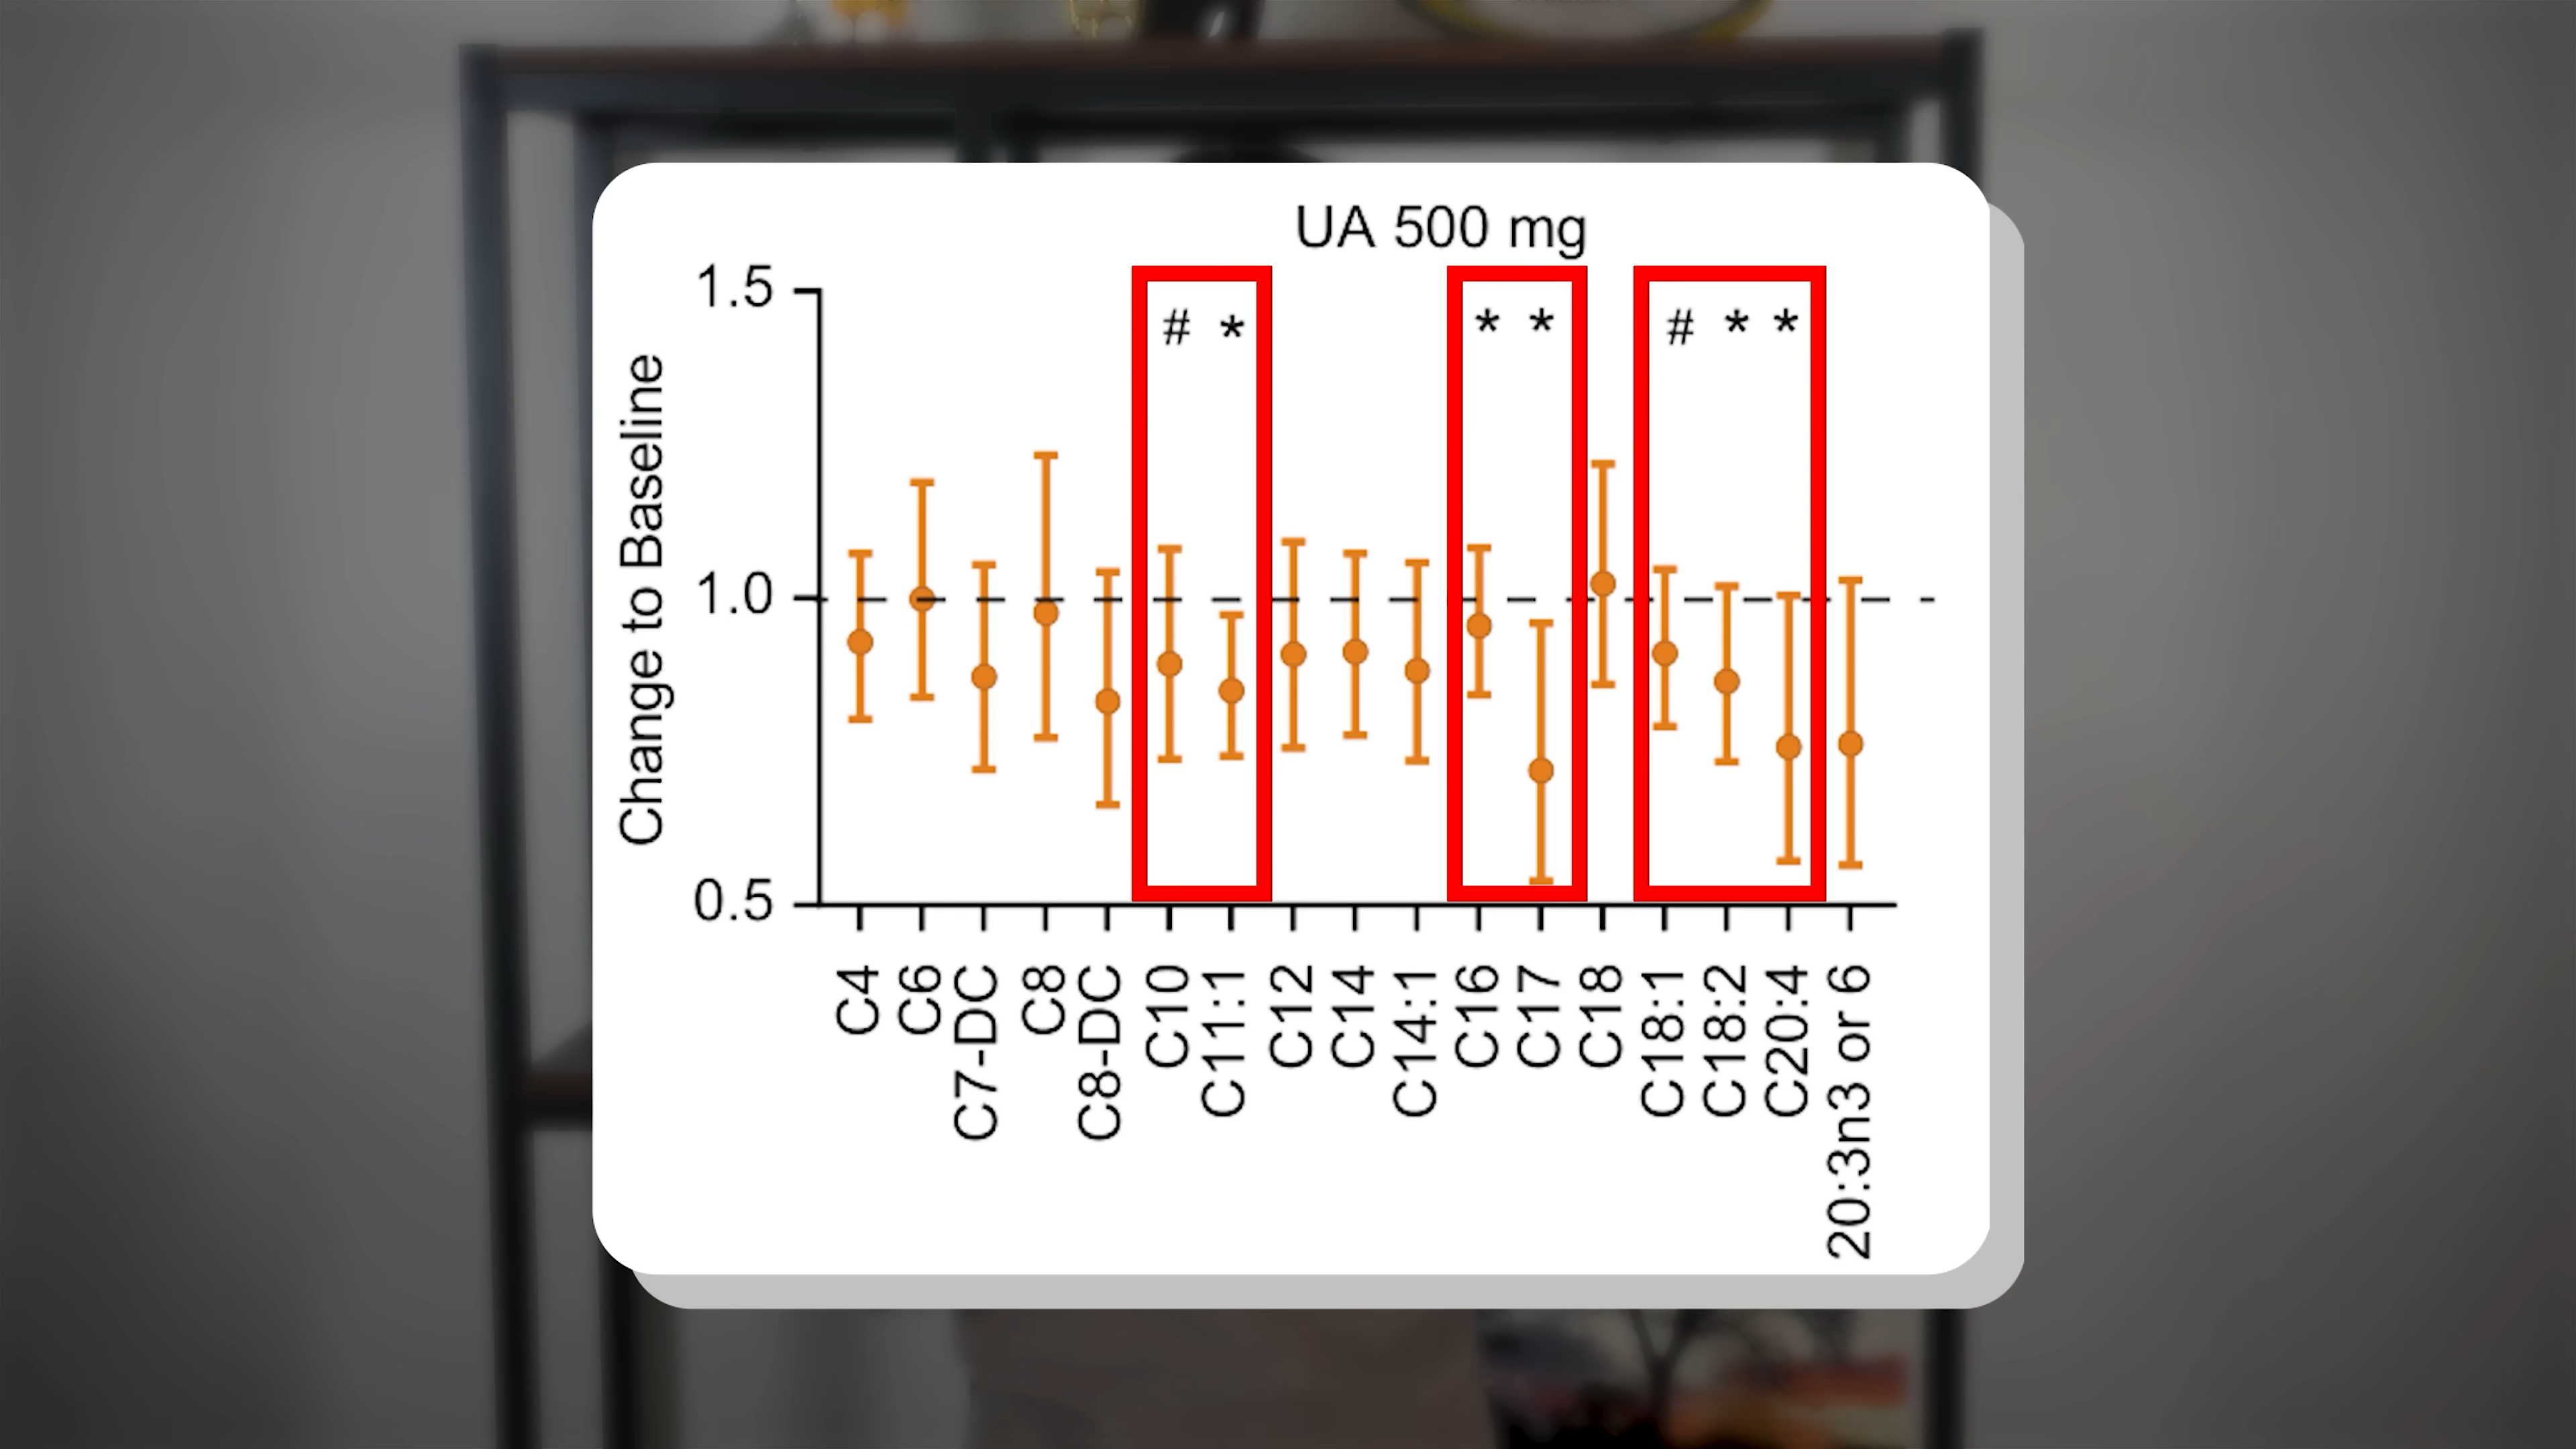 UA 500 mg
Change to Baseline
1.5
1.0
0.5
# *
* *
# * *
C4
C6
C7-DC
C8
C8-DC
C10
C11:1
C12
C14
C14:1
C16
C17
C18
C18:1
C18:2
C20:4
20:3n3 or 6